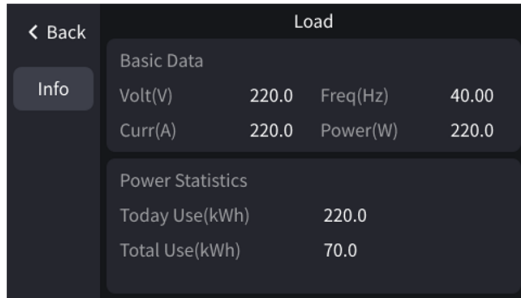 Load
< Back
Info
Basic Data
Volt(V) 220.0 Freq(Hz) 40.00
Curr(A) 220.0 Power(W) 220.0
Power Statistics
Today Use(kWh) 220.0
Total Use(kWh) 70.0